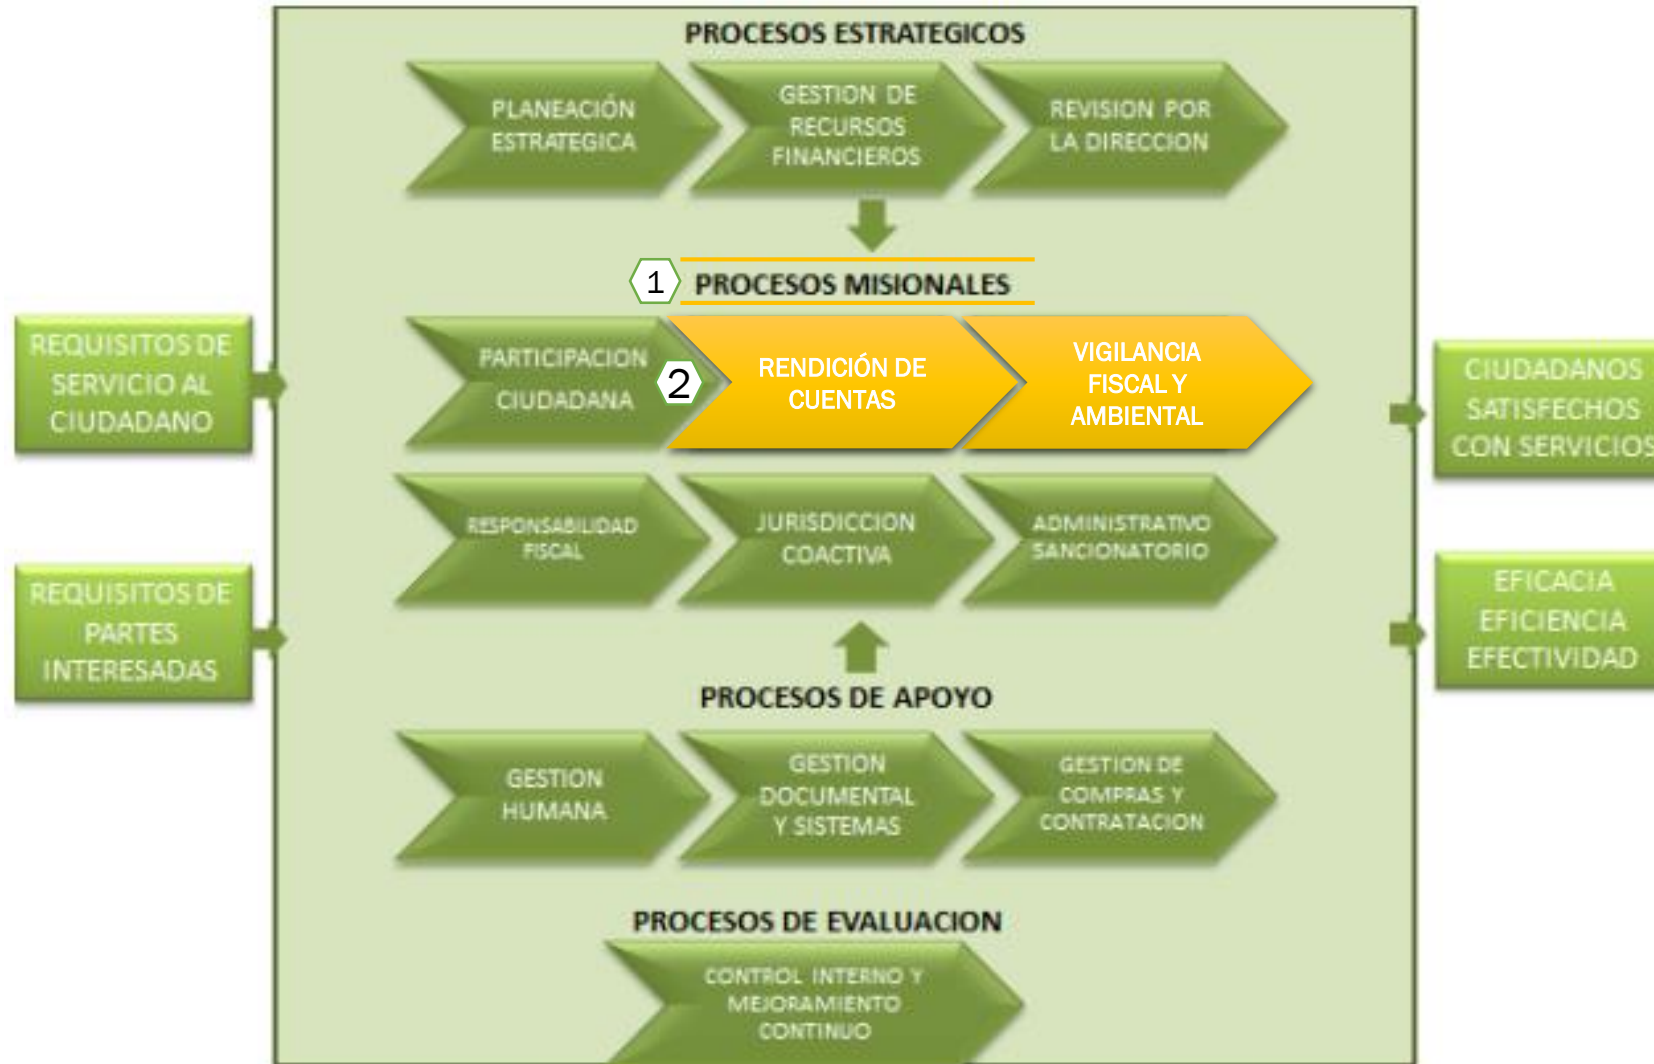 PROCESOS ESTRATEGICOS
PLANEACIÓN
ESTRATEGICA
GESTION DE
RECURSOS
FINANCIEROS
REVISION POR
LA DIRECCION
1
PROCESOS MISIONALES
REQUISITOS DE
SERVICIO AL
CIUDADANO
PARTICIPACION
CIUDADANA
2
RENDICIÓN DE
CUENTAS
VIGILANCIA
FISCAL Y
AMBIENTAL
CIUDADANOS
SATISFECHOS
CON SERVICIOS
RESPONSABILIDAD
FISCAL
JURISDICCION
COACTIVA
ADMINISTRATIVO
SANCIONATORIO
REQUISITOS DE
PARTES
INTERESADAS
EFICACIA
EFICIENCIA
EFECTIVIDAD
PROCESOS DE APOYO
GESTION
HUMANA
GESTION
DOCUMENTAL
Y SISTEMAS
GESTION DE
COMPRAS Y
CONTRATACION
PROCESOS DE EVALUACION
CONTROL INTERNO Y
MEJORAMIENTO
CONTINUO